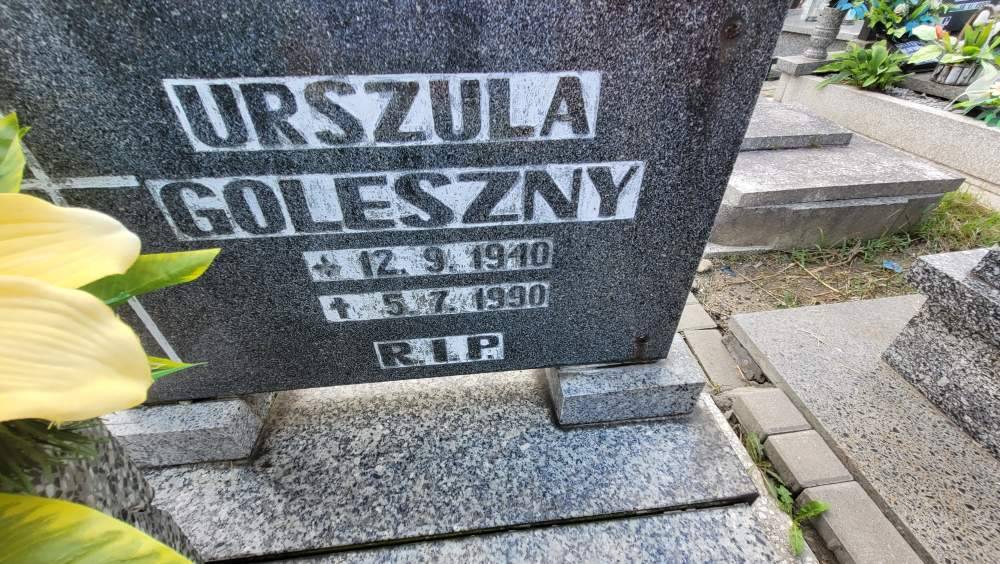 URSZULA
GOLESZNY
* 12. 9. 1940
✝ 5. 7. 1990
R.I.P.